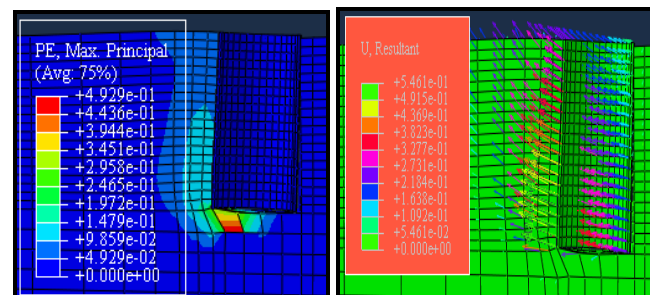 PE, Max. Principal
(Avg: 75%)
+4.929e-01
+4.436e-01
+3.944e-01
+3.451e-01
+2.958e-01
+2.465e-01
+1.972e-01
+1.479e-01
+9.859e-02
+4.929e-02
+0.000e+00
U, Resultant
+5.461e-01
+4.915e-01
+4.369e-01
+3.823e-01
+3.277e-01
+2.731e-01
+2.184e-01
+1.638e-01
+1.092e-01
+5.461e-02
+0.000e+00